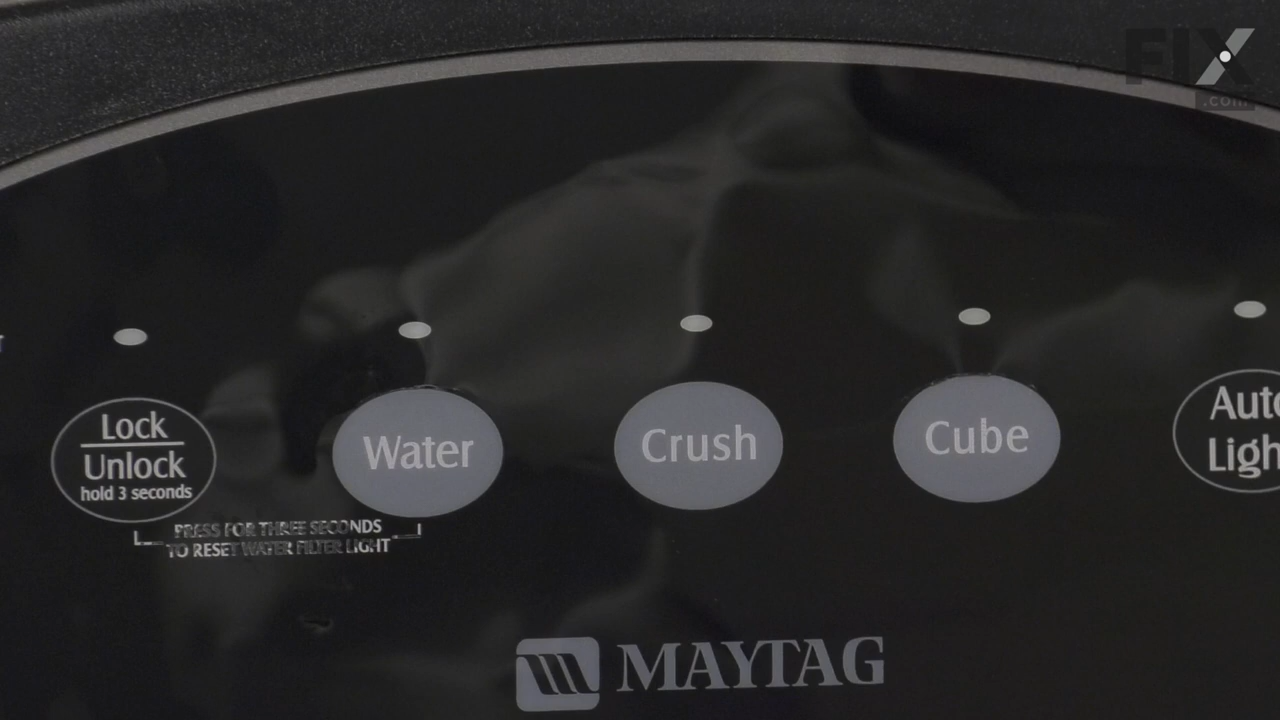 FIX
.com
Lock
Unlock
hold 3 seconds
Water
Crush
Cube
Auto
Ligh
PRESS FOR THREE SECONDS
TO RESET WATER FILTER LIGHT
MAYTAG